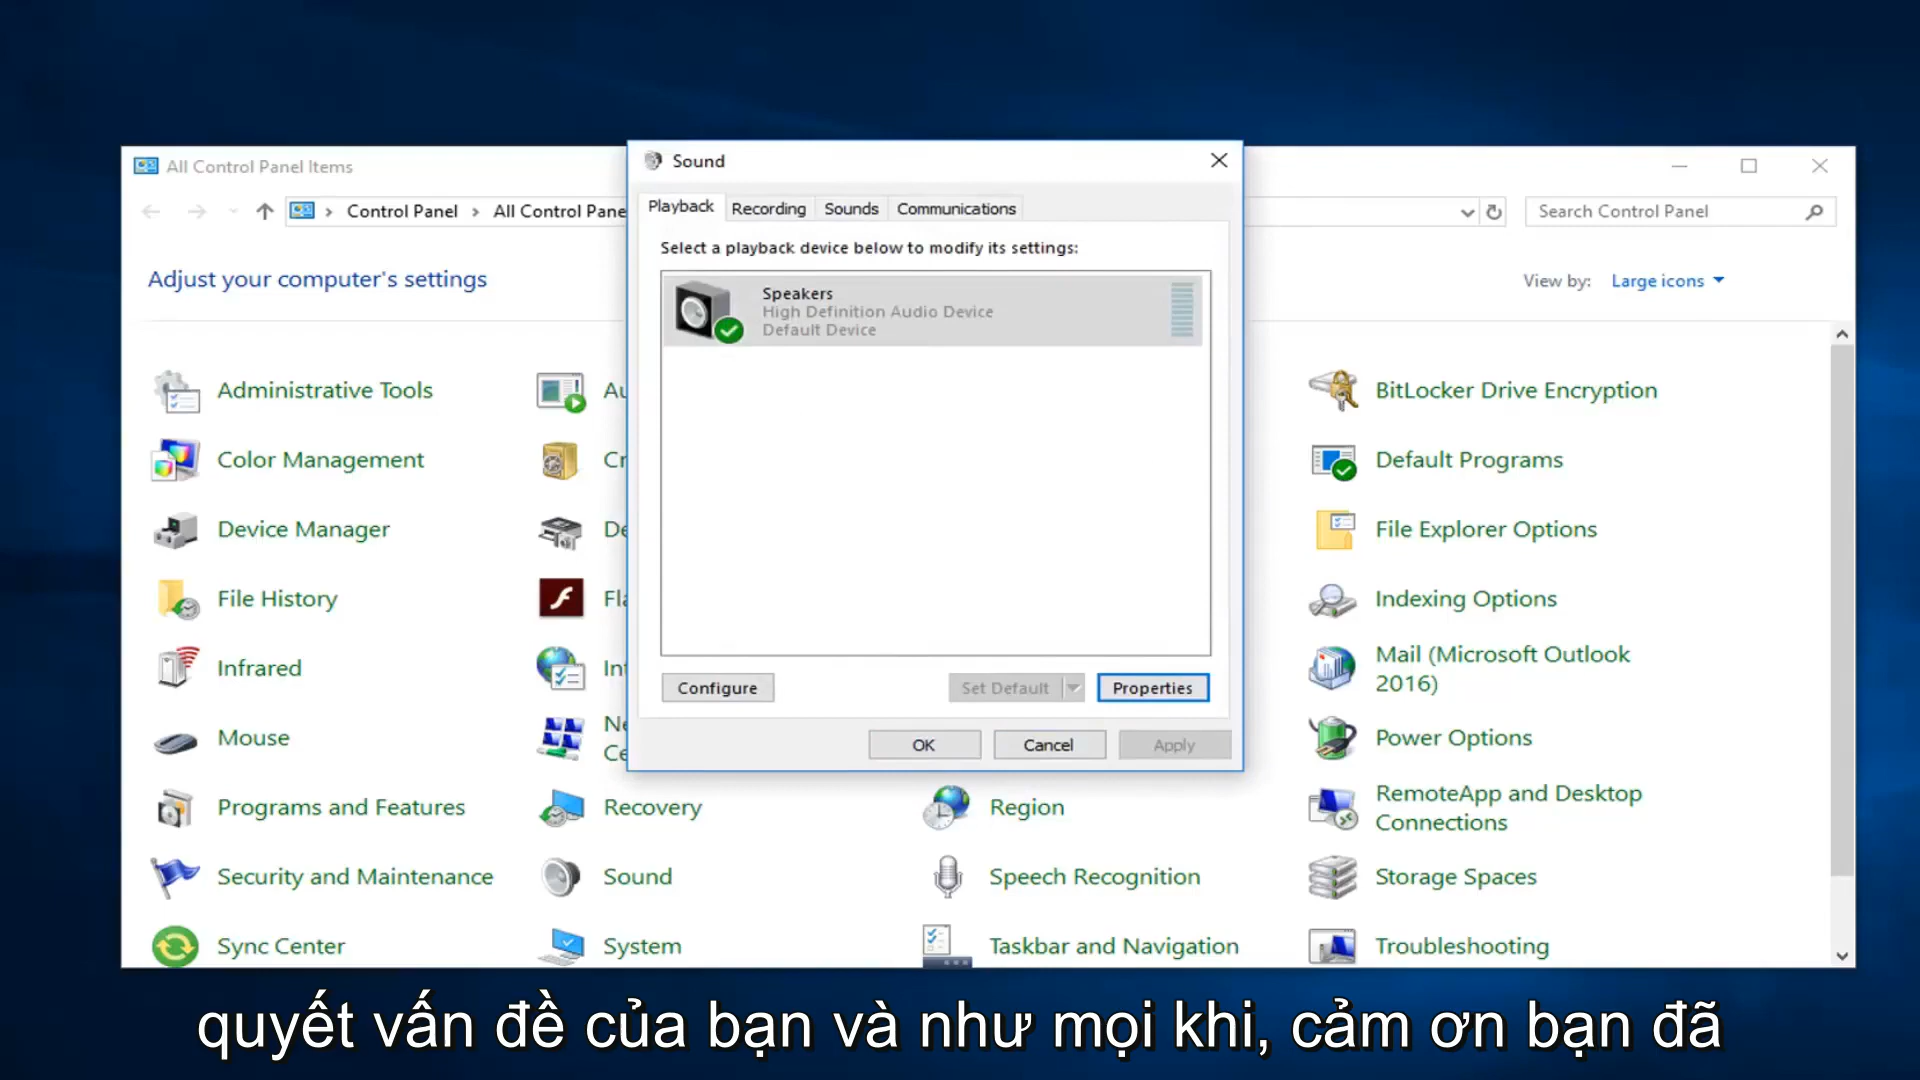 All Control Panel Items
Sound
Control Panel
All Control Pane
Search Control Panel
Playback
Recording
Sounds
Communications
Select a playback device below to modify its settings:
Adjust your computer's settings
View by:
Large icons
Speakers
High Definition Audio Device
Default Device
Administrative Tools
Au
BitLocker Drive Encryption
Color Management
Cr
Default Programs
Device Manager
De
File Explorer Options
File History
Fla
Indexing Options
Infrared
Int
Mail (Microsoft Outlook
2016)
Configure
Set Default
Properties
Mouse
Ne
Ce
Power Options
OK
Cancel
Apply
Programs and Features
Recovery
Region
RemoteApp and Desktop
Connections
Security and Maintenance
Sound
Speech Recognition
Storage Spaces
Sync Center
System
Taskbar and Navigation
Troubleshooting
quyết vấn đề của bạn và như mọi khi, cảm ơn bạn đã